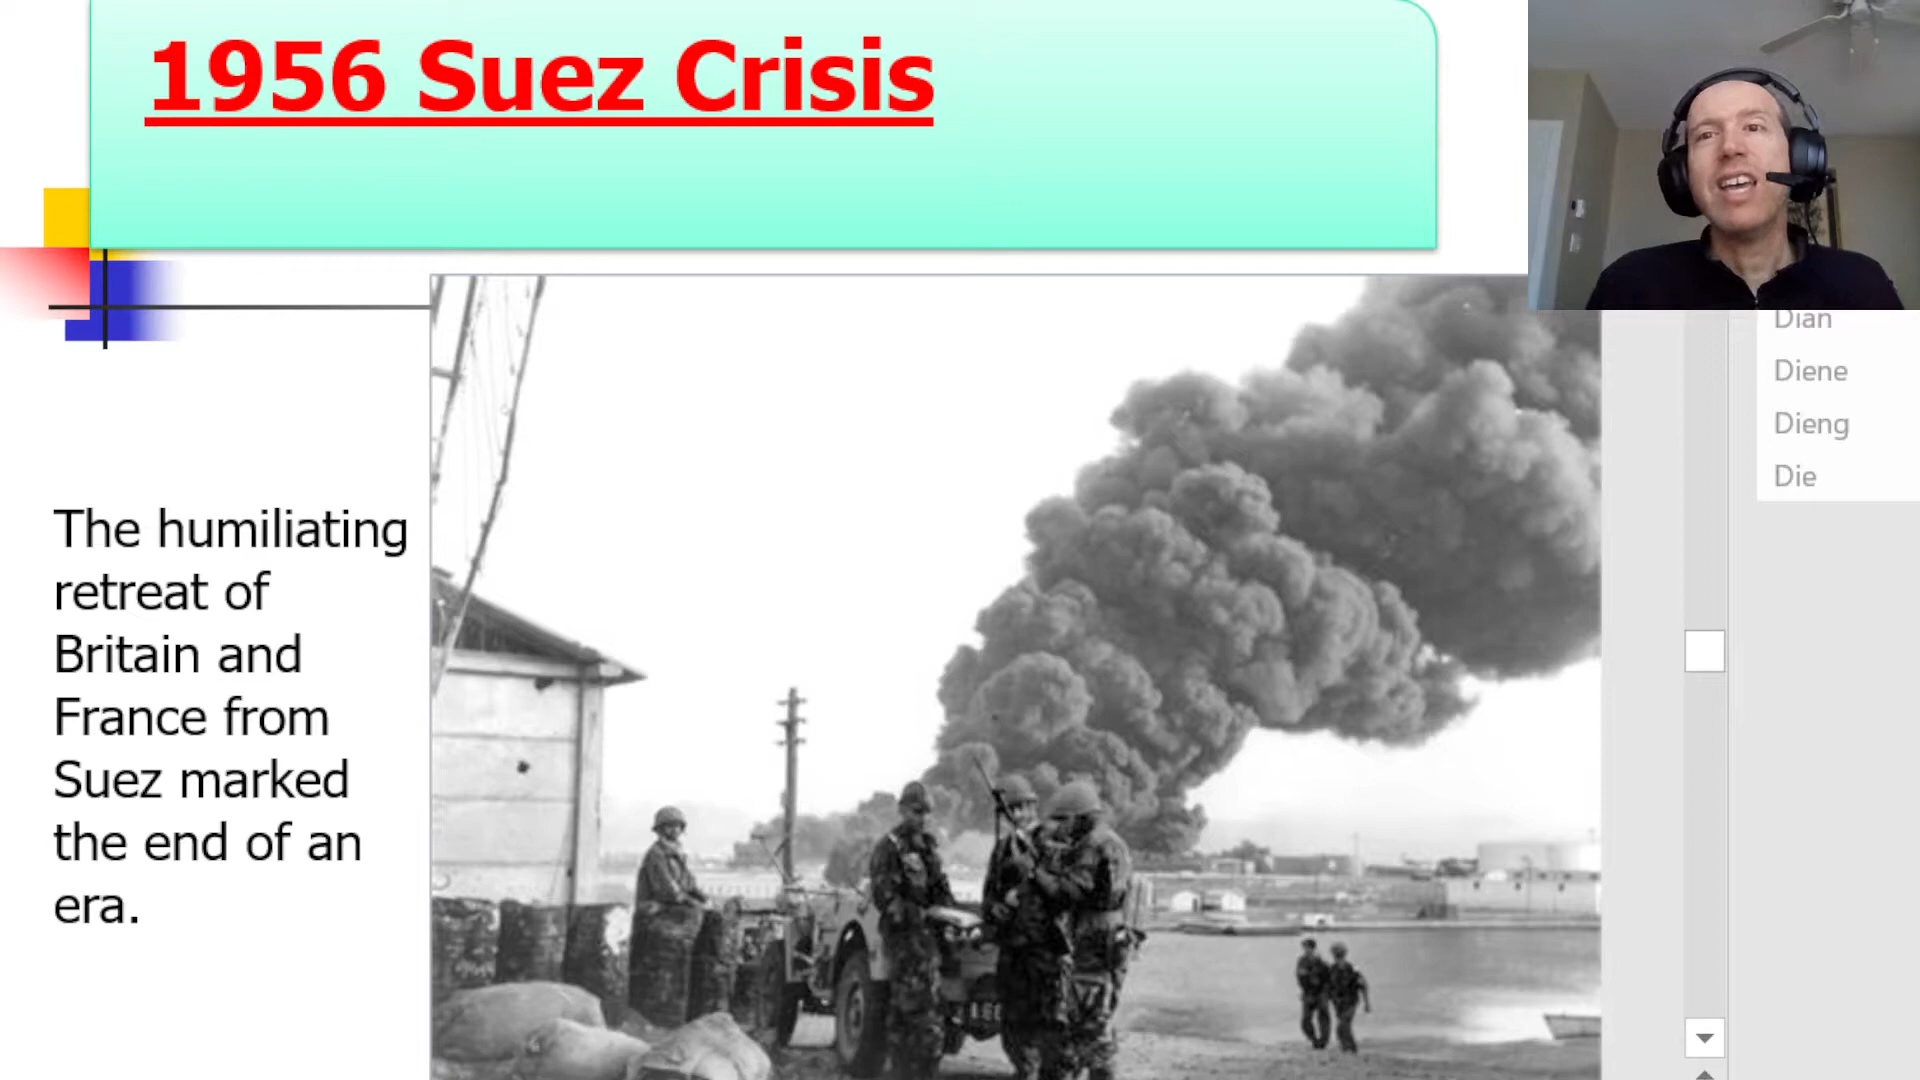 1956 Suez Crisis
The humiliating
retreat of
Britain and
France from
Suez marked
the end of an
era.
Dian
Diene
Dieng
Die